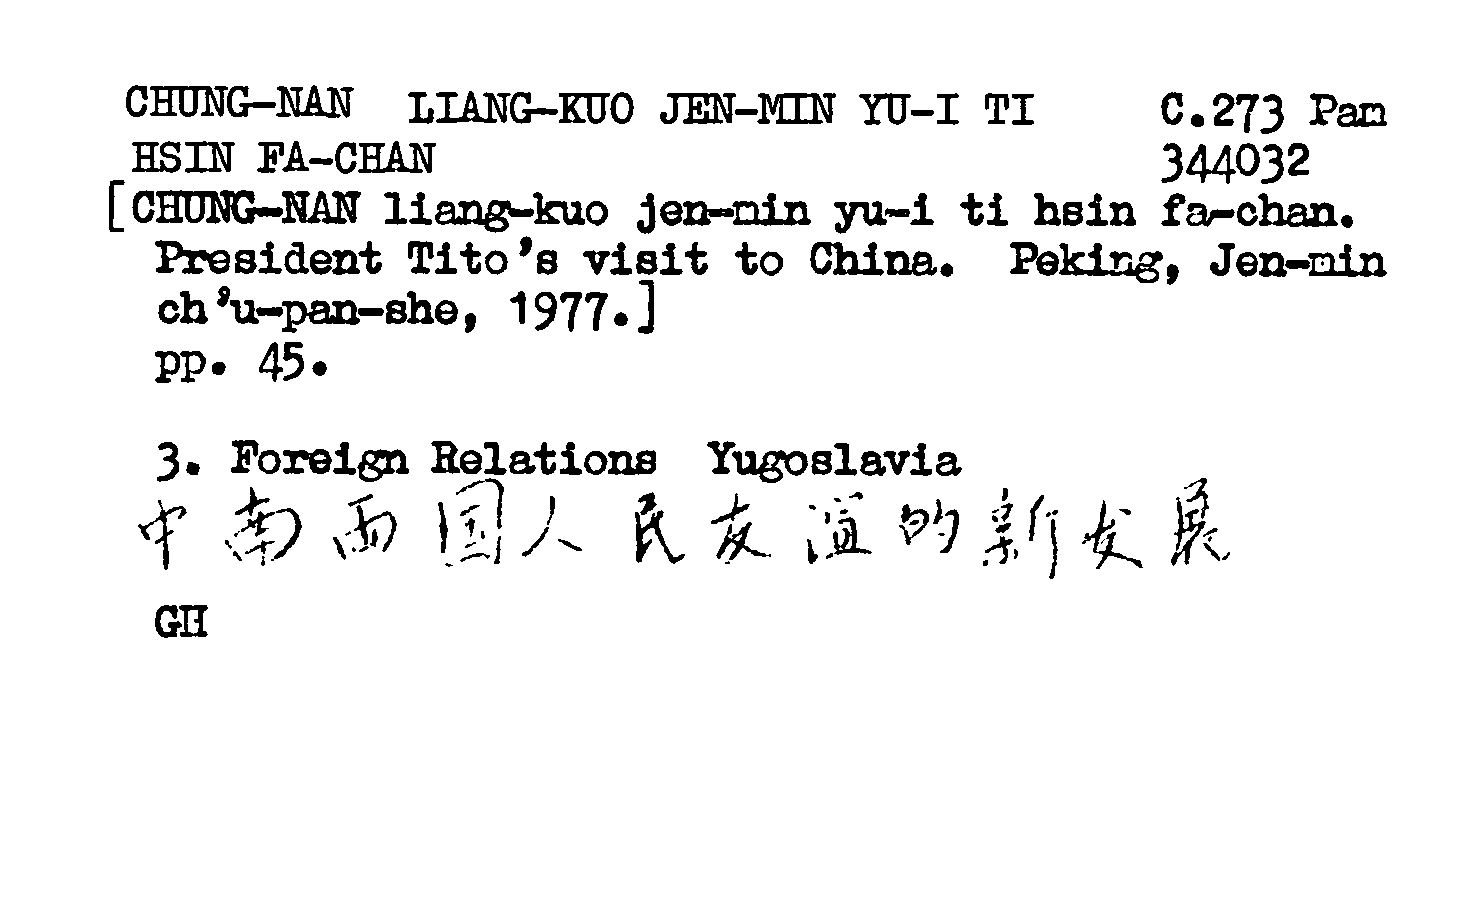 CHUNG-NAN LIANG-KUO JEN-MIN YU-I TI C.273 Pam
HSIN FA-CHAN 344032
[CHUNG-NAN liang-kuo jen-min yu-i ti hsin fa-chan.
President Tito's visit to China. Peking, Jen-min
ch'u-pan-she, 1977.]
pp. 45.
3. Foreign Relations Yugoslavia
中南两国人民友谊的新发展
GH